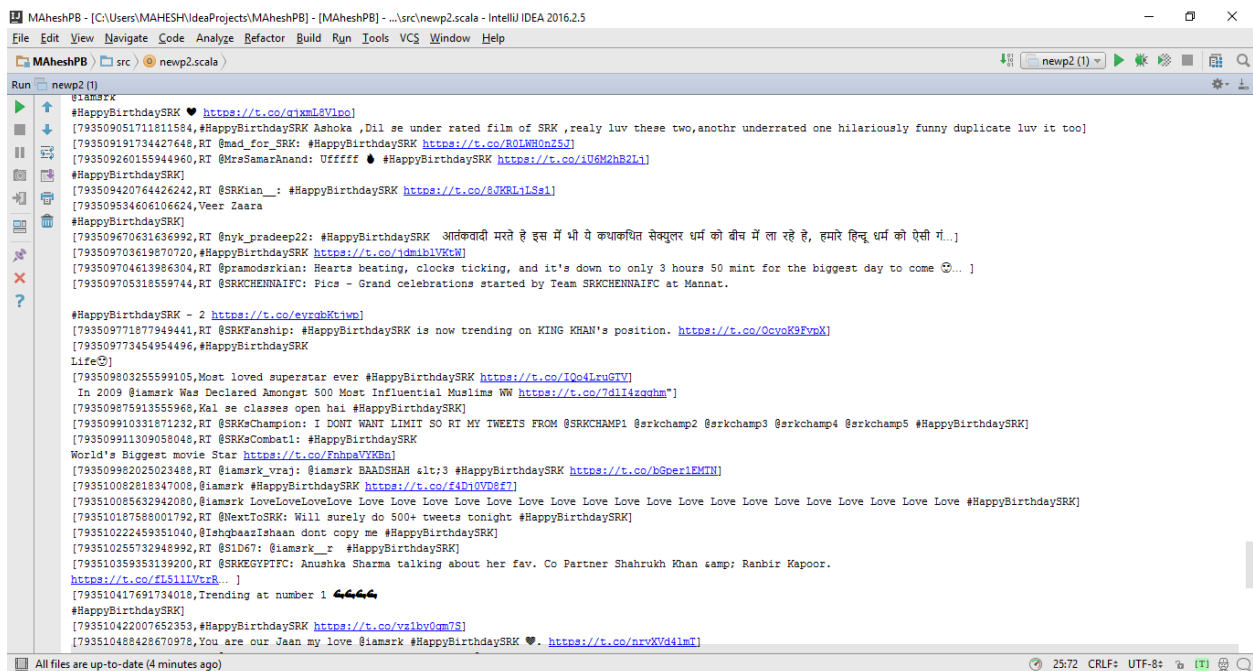 MAheshPB - [C:\Users\MAHESH\IdeaProjects\MAheshPB] - [MAheshPB] - ...\src\newp2.scala - IntelliJ IDEA 2016.2.5
File Edit View Navigate Code Analyze Refactor Build Run Tools VCS Window Help
MAheshPB src newp2.scala newp2 (1)
Run newp2 (1)
@iamsrk
#HappyBirthdaySRK ♥ https://t.co/gjxmL8V1po]
[793509051711811584,#HappyBirthdaySRK Ashoka ,Dil se under rated film of SRK ,realy luv these two,anothr underrated one hilariously funny duplicate luv it too]
[793509191734427648,RT @mad_for_SRK: #HappyBirthdaySRK https://t.co/R0LWH0nZ5J]
[793509260155944960,RT @MrsSamarAnand: Ufffff #HappyBirthdaySRK https://t.co/iU6M2hB2Lj]
#HappyBirthdaySRK]
[793509420764426242,RT @SRKian__: #HappyBirthdaySRK https://t.co/8JKRLjLSs1]
[793509534606106624,Veer Zaara
#HappyBirthdaySRK]
[793509670631636992,RT @nyk_pradeep22: #HappyBirthdaySRK आतंकवादी मरते है इस में भी ये कथाकथित सेक्युलर धर्म को बीच में ला रहे है, हमारे हिन्दू धर्म को ऐसी गं…]
[793509703619870720,#HappyBirthdaySRK https://t.co/jdmiblVKtW]
[793509704613986304,RT @pramodsrkian: Hearts beating, clocks ticking, and it's down to only 3 hours 50 mint for the biggest day to come 😍… ]
[793509705318559744,RT @SRKCHENNAIFC: Pics - Grand celebrations started by Team SRKCHENNAIFC at Mannat.
#HappyBirthdaySRK - 2 https://t.co/eyrqbKtjwp]
[793509771877949441,RT @SRKFanship: #HappyBirthdaySRK is now trending on KING KHAN's position. https://t.co/OcyoK9FvpX]
[793509773454954496,#HappyBirthdaySRK
Life😍]
[793509803255599105,Most loved superstar ever #HappyBirthdaySRK https://t.co/IQo4LruGTV]
In 2009 @iamsrk Was Declared Amongst 500 Most Influential Muslims WW https://t.co/7dlI4zqghm"]
[793509875913555968,Kal se classes open hai #HappyBirthdaySRK]
[793509910331871232,RT @SRKsChampion: I DONT WANT LIMIT SO RT MY TWEETS FROM @SRKCHAMP1 @srkchamp2 @srkchamp3 @srkchamp4 @srkchamp5 #HappyBirthdaySRK]
[793509911309058048,RT @SRKsCombat1: #HappyBirthdaySRK
World's Biggest movie Star https://t.co/FnhpaVYKBn]
[793509982025023488,RT @iamsrk_vraj: @iamsrk BAADSHAH &lt;3 #HappyBirthdaySRK https://t.co/bGper1EMTN]
[793510082818347008,@iamsrk #HappyBirthdaySRK https://t.co/f4Dj0VD8f7]
[793510085632942080,@iamsrk LoveLoveLoveLove Love Love Love Love Love Love Love Love Love Love Love Love Love Love Love Love Love Love Love #HappyBirthdaySRK]
[793510187588001792,RT @NextToSRK: Will surely do 500+ tweets tonight #HappyBirthdaySRK]
[793510222459351040,@IshqbaazIshaan dont copy me #HappyBirthdaySRK]
[793510255732948992,RT @S1D67: @iamsrk__r #HappyBirthdaySRK]
[793510359353139200,RT @SRKEGYPTFC: Anushka Sharma talking about her fav. Co Partner Shahrukh Khan &amp; Ranbir Kapoor.
https://t.co/fL51lLVtrR… ]
[793510417691734018,Trending at number 1 💪💪💪💪
#HappyBirthdaySRK]
[793510422007652353,#HappyBirthdaySRK https://t.co/vz1bv0qm7S]
[793510488428670978,You are our Jaan my love @iamsrk #HappyBirthdaySRK ♥. https://t.co/nrvXVd4lmT]
All files are up-to-date (4 minutes ago) 25:72 CRLF÷ UTF-8÷ [T]